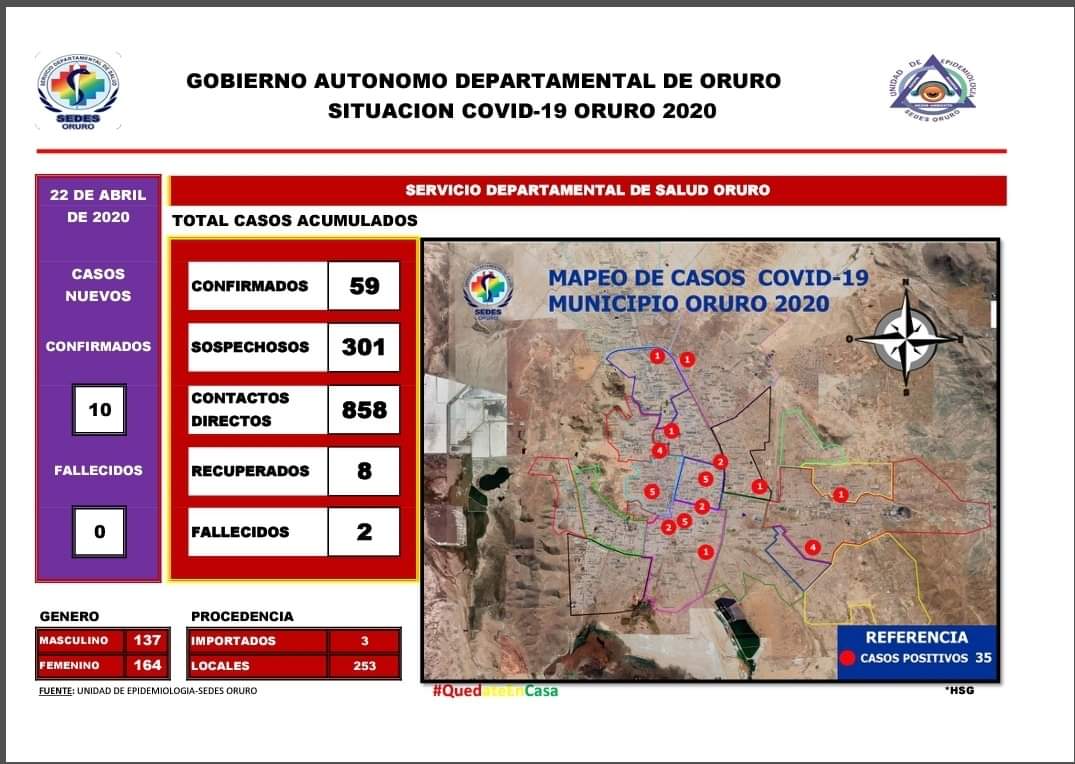 SERVICIO DEPARTAMENTAL DE SALUD
SEDES
ORURO
GOBIERNO AUTONOMO DEPARTAMENTAL DE ORURO
SITUACION COVID-19 ORURO 2020
UNIDAD DE EPIDEMIOLOGIA
SEDES ORURO
22 DE ABRIL
DE 2020
CASOS
NUEVOS
CONFIRMADOS
10
FALLECIDOS
0
SERVICIO DEPARTAMENTAL DE SALUD ORURO
TOTAL CASOS ACUMULADOS
CONFIRMADOS 59
SOSPECHOSOS 301
CONTACTOS
DIRECTOS 858
RECUPERADOS 8
FALLECIDOS 2
SEDES
ORURO
MAPEO DE CASOS COVID-19
MUNICIPIO ORURO 2020
N
O E
S
1 1
1
4
2
5
5
1
1
2
5
2
1
4
REFERENCIA
CASOS POSITIVOS 35
GENERO
MASCULINO 137
FEMENINO 164
PROCEDENCIA
IMPORTADOS 3
LOCALES 253
FUENTE: UNIDAD DE EPIDEMIOLOGIA-SEDES ORURO
#QuedateEnCasa
*HSG